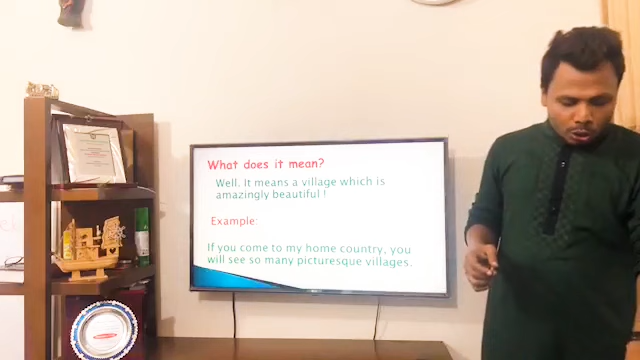 What does it mean?
Well. It means a village which is
amazingly beautiful !
Example:
If you come to my home country, you
will see so many picturesque villages.